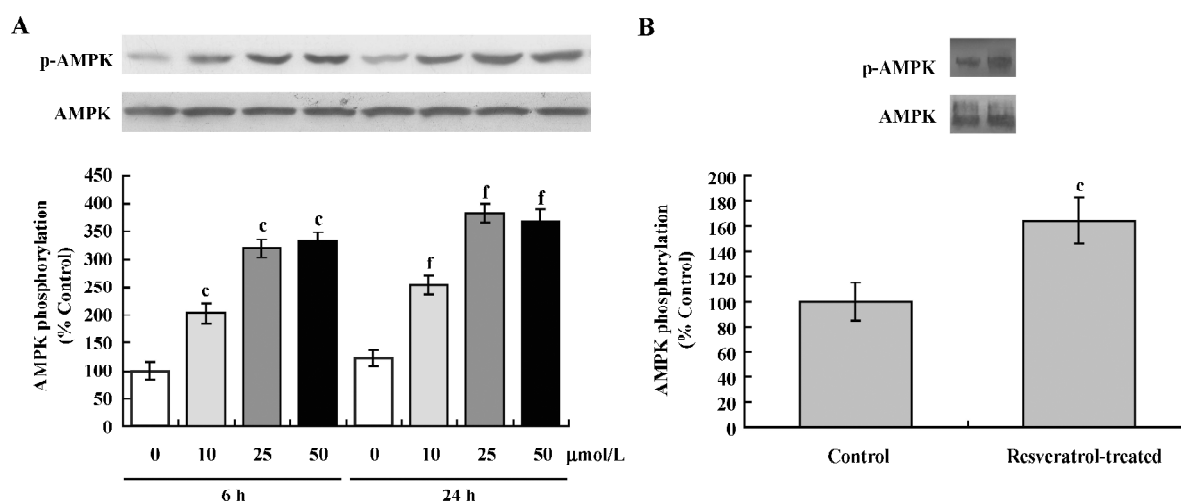 A
p-AMPK
AMPK
AMPK phosphorylation
(% Control)
450
400
350
300
250
200
150
100
50
0
c
c
c
f
f
f
0 10 25 50 0 10 25 50 μmol/L
6 h 24 h
B
p-AMPK
AMPK
AMPK phosphorylation
(% Control)
200
180
160
140
120
100
80
60
40
20
0
c
Control Resveratrol-treated